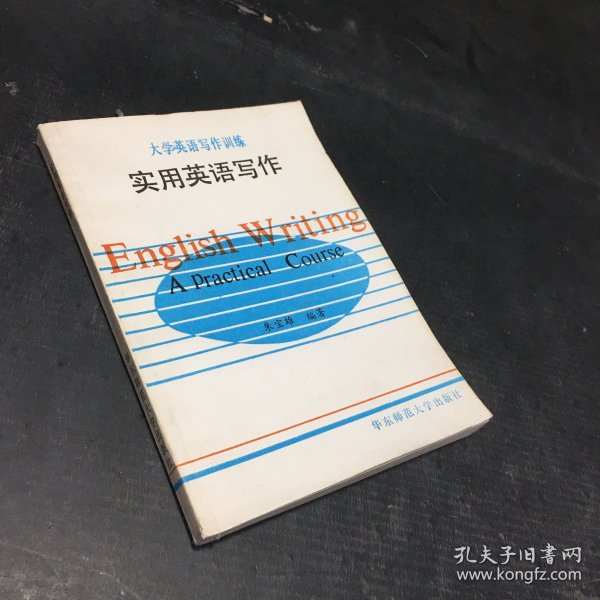 大学英语写作训练
实用英语写作
English Writing
A Practical Course
朱宝雄 编著
华东师范大学出版社
孔夫子旧书网
www.kongfz.com